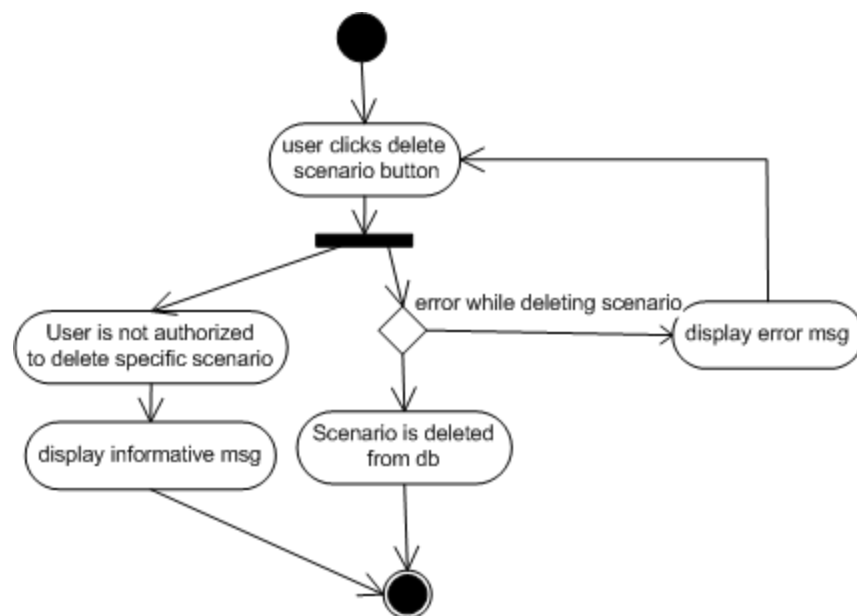 user clicks delete
scenario button
error while deleting scenario
User is not authorized
to delete specific scenario
display error msg
Scenario is deleted
from db
display informative msg